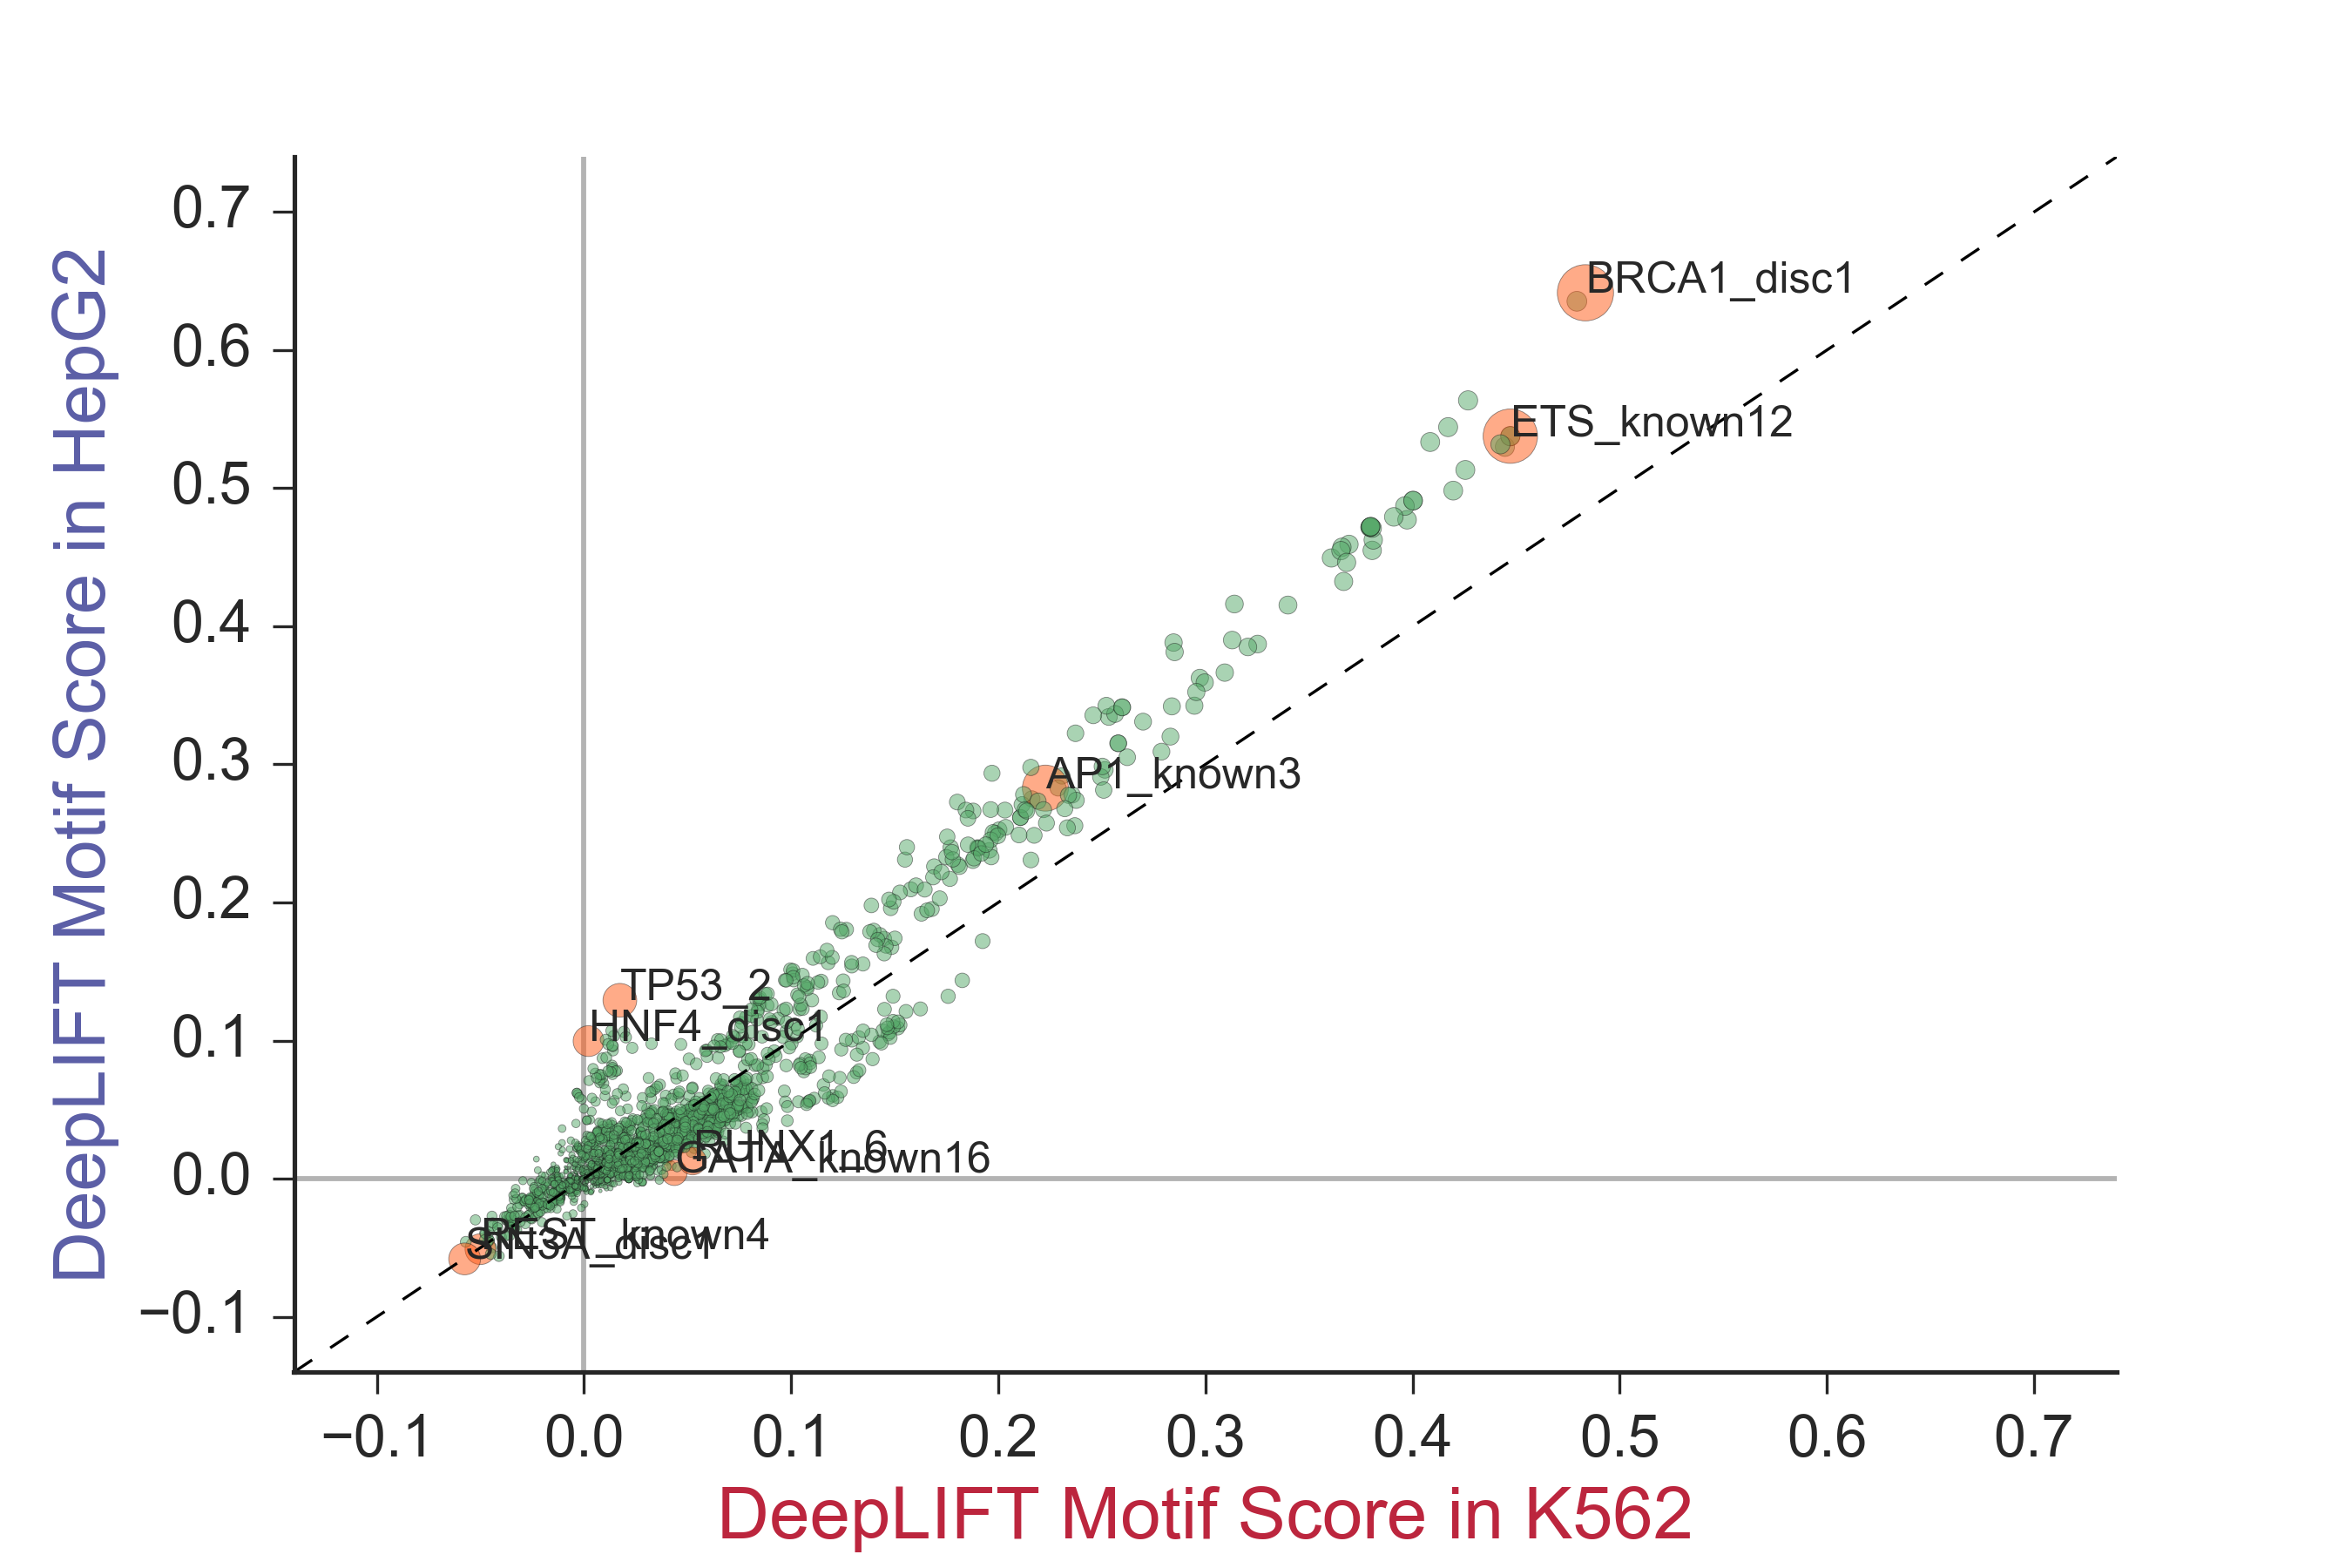 DeepLIFT Motif Score in HepG2
0.7
0.6
0.5
0.4
0.3
0.2
0.1
0.0
−0.1
BRCA1_disc1
ETS_known12
AP1_known3
TP53_2
HNF4_disc1
RUNX1_6
GATA_known16
REST_known4
SIN3A_disc1
−0.1 0.0 0.1 0.2 0.3 0.4 0.5 0.6 0.7
DeepLIFT Motif Score in K562